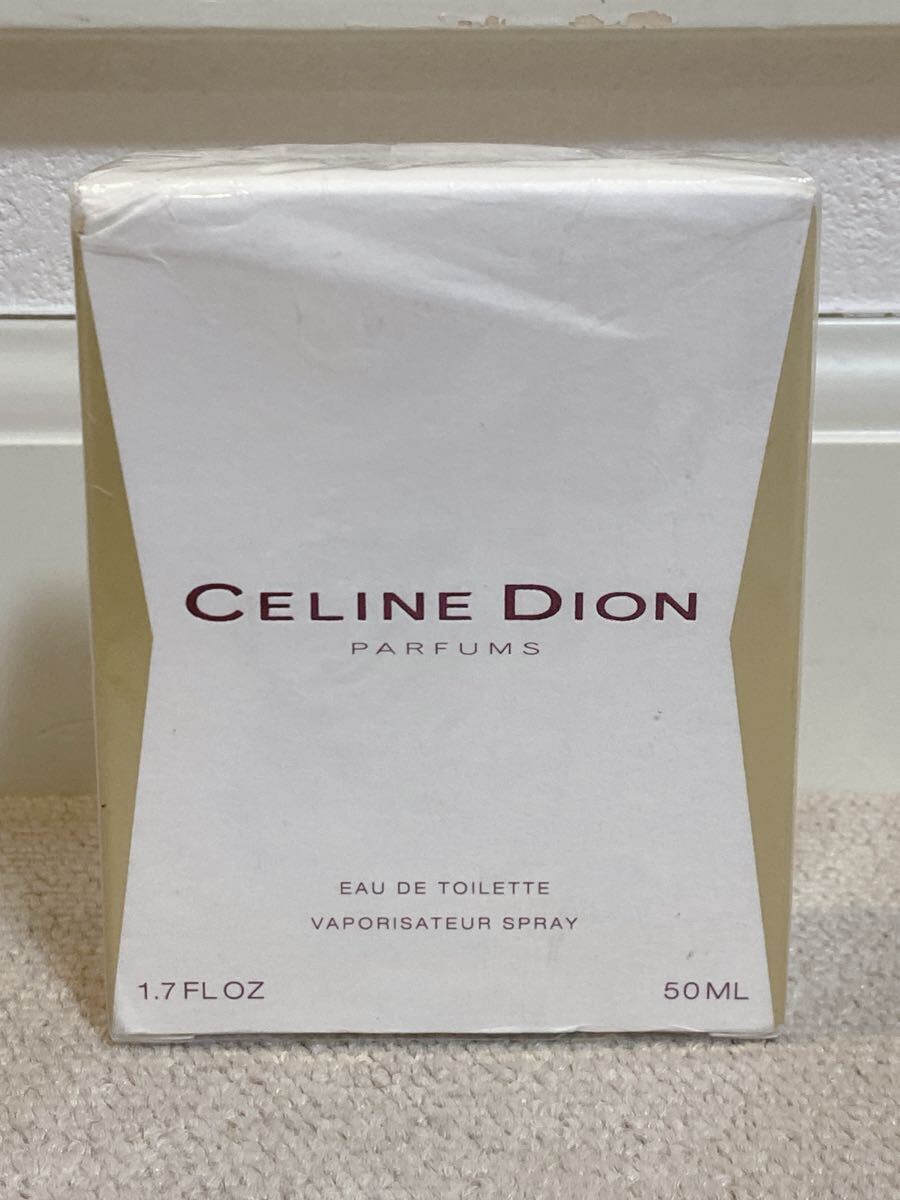 CELINE DION
PARFUMS
EAU DE TOILETTE
VAPORISATEUR SPRAY
1.7 FL OZ 50 ML